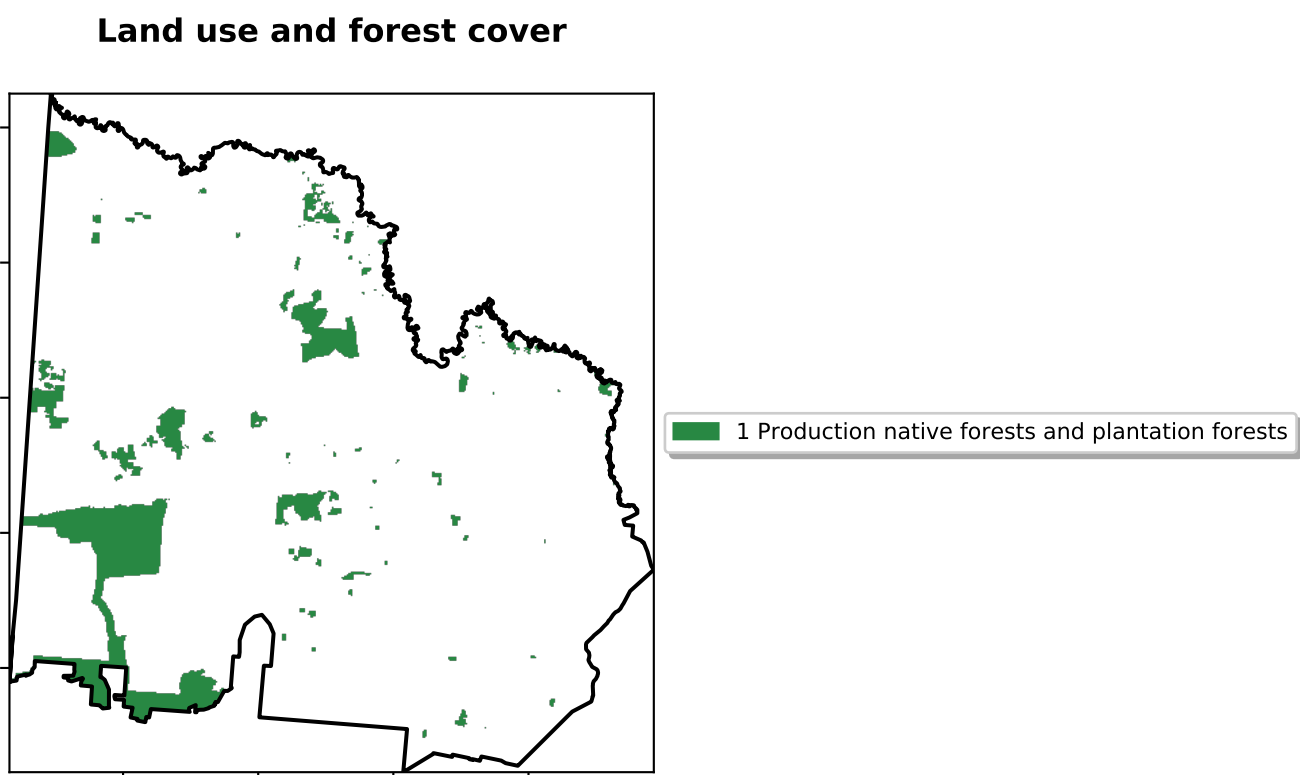 Land use and forest cover
1 Production native forests and plantation forests